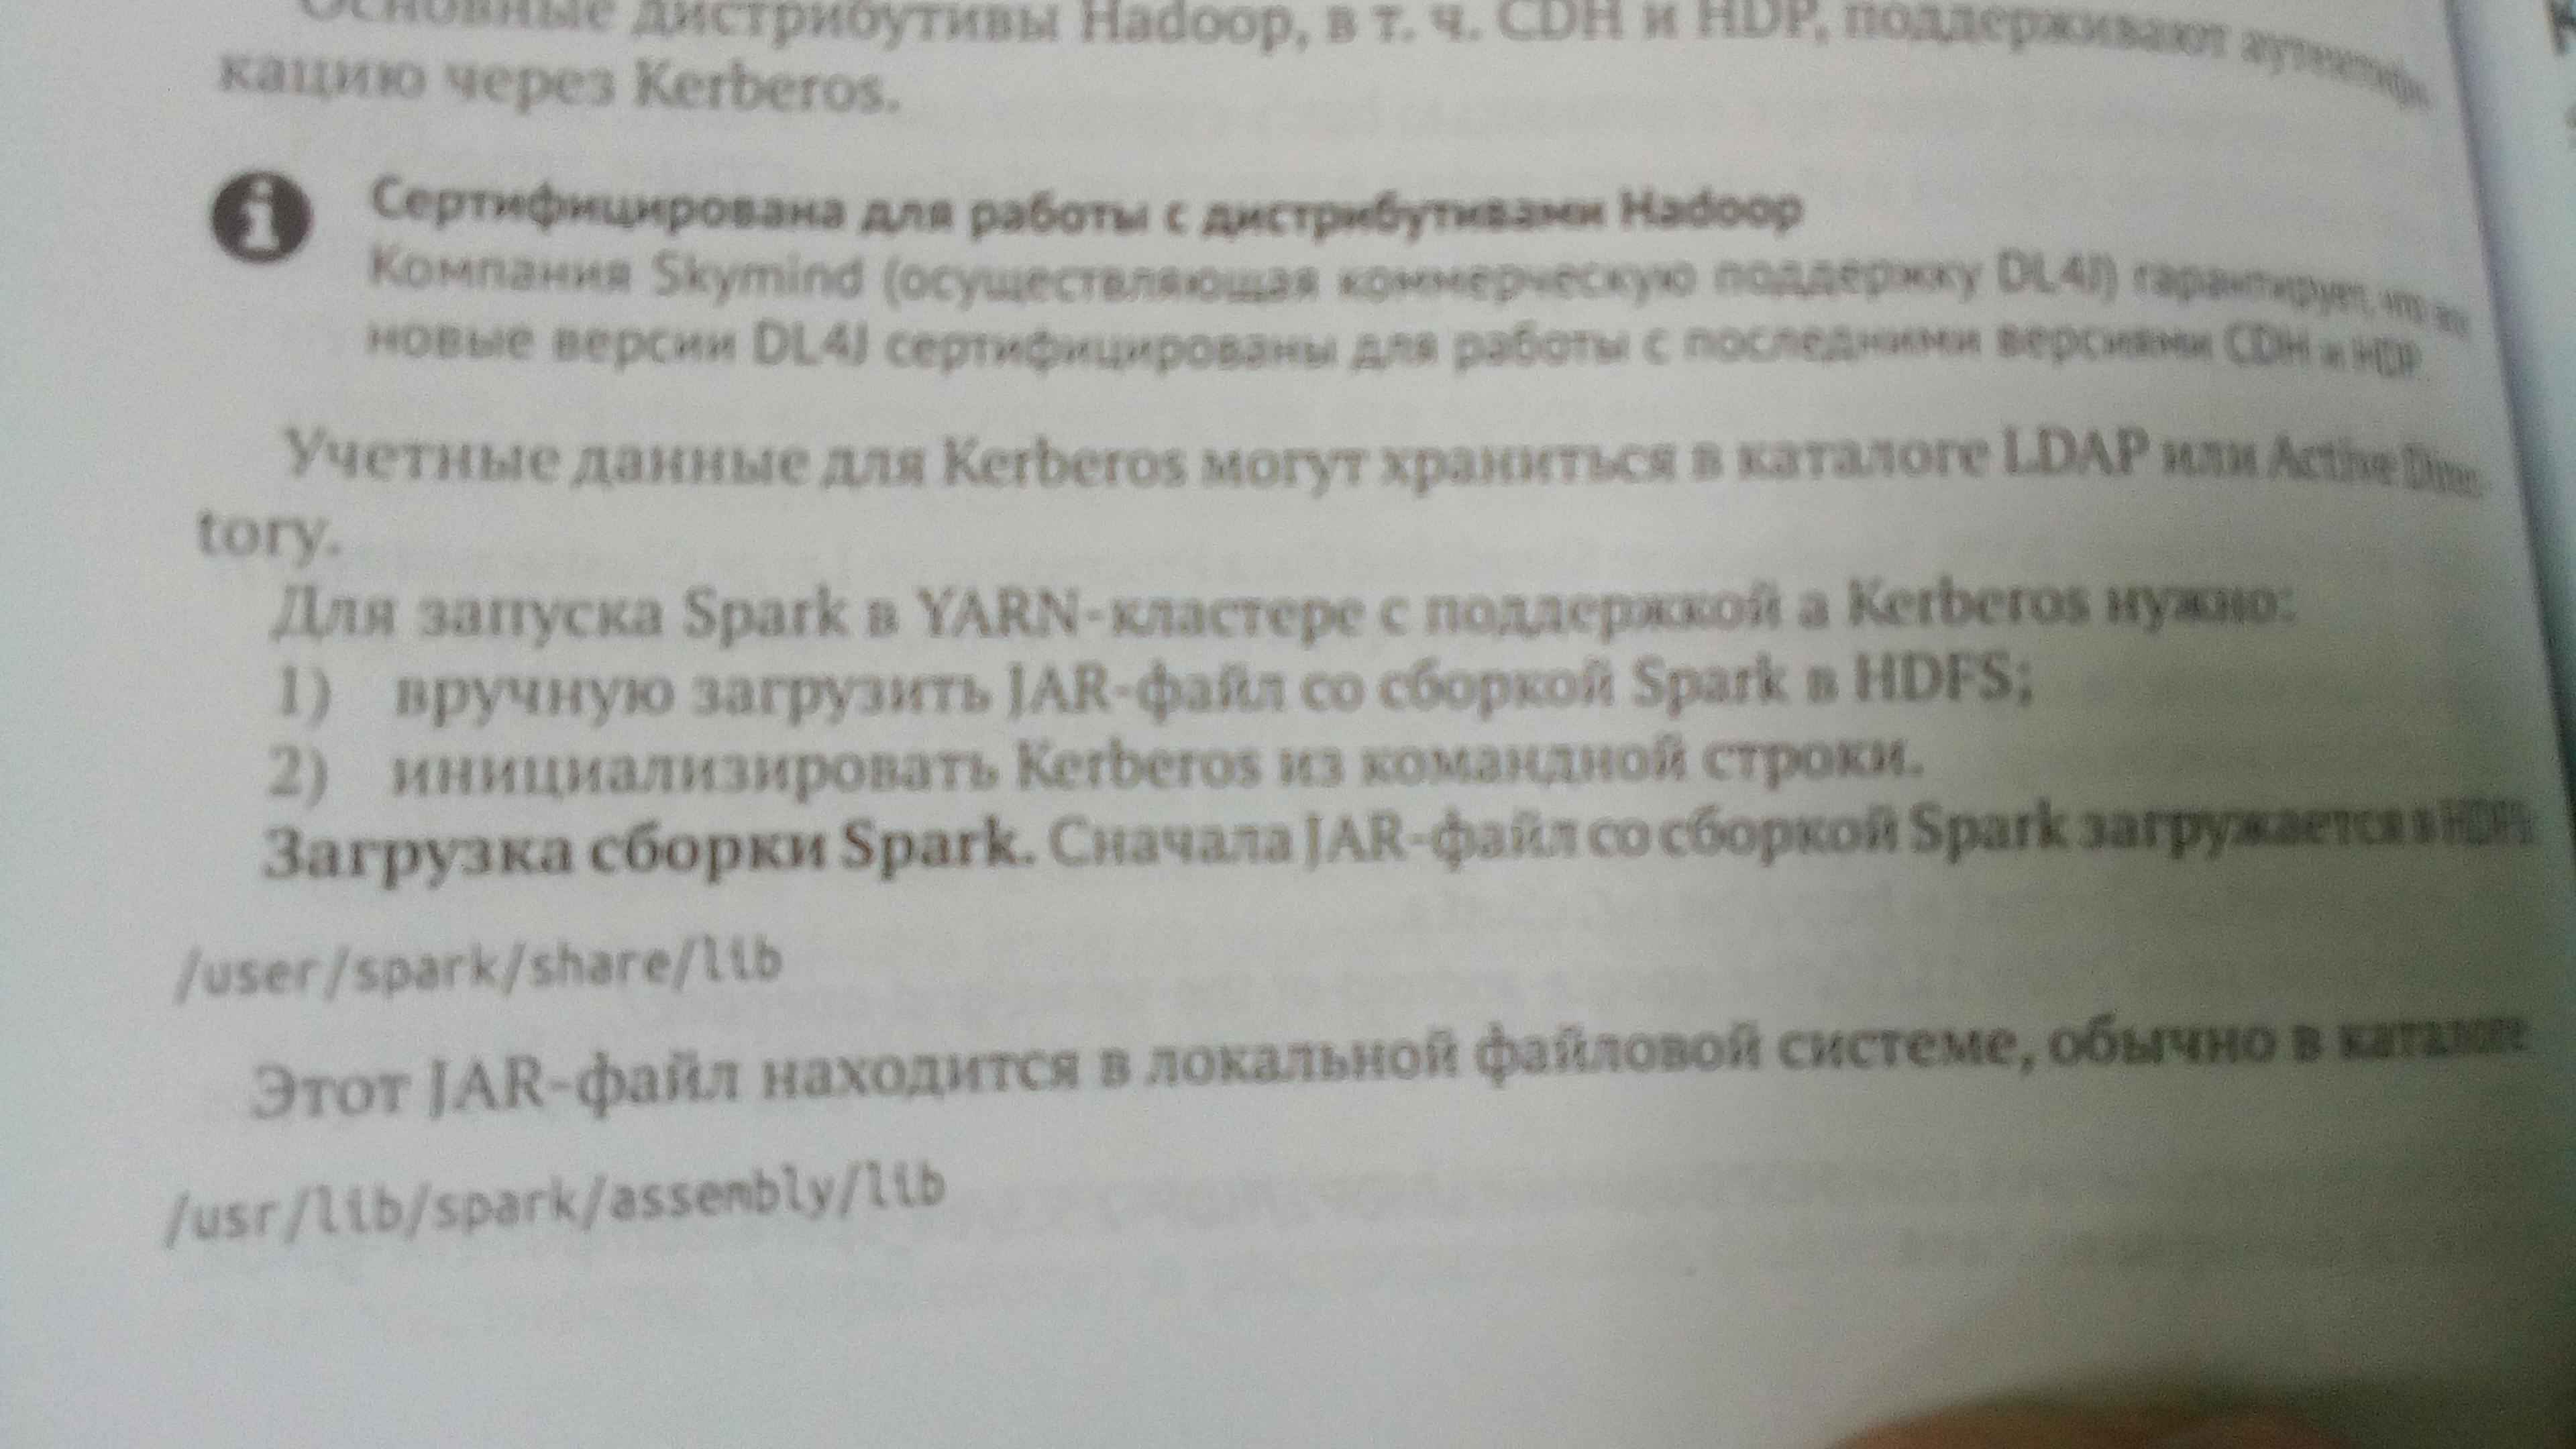 Основные дистрибутивы Hadoop, в т. ч. CDH и HDP, поддерживают аутентифи-
кацию через Kerberos.
Сертифицирована для работы с дистрибутивами Hadoop
Компания Skymind (осуществляющая коммерческую поддержку DL4J) гарантирует, что все
новые версии DL4J сертифицированы для работы с последними версиями CDH и HDP.
Учетные данные для Kerberos могут храниться в каталоге LDAP или Active Direc-
tory.
Для запуска Spark в YARN-кластере с поддержкой а Kerberos нужно:
1) вручную загрузить JAR-файл со сборкой Spark в HDFS;
2) инициализировать Kerberos из командной строки.
Загрузка сборки Spark. Сначала JAR-файл со сборкой Spark загружается в HDFS:
/user/spark/share/lib
Этот JAR-файл находится в локальной файловой системе, обычно в каталоге
/usr/lib/spark/assembly/lib